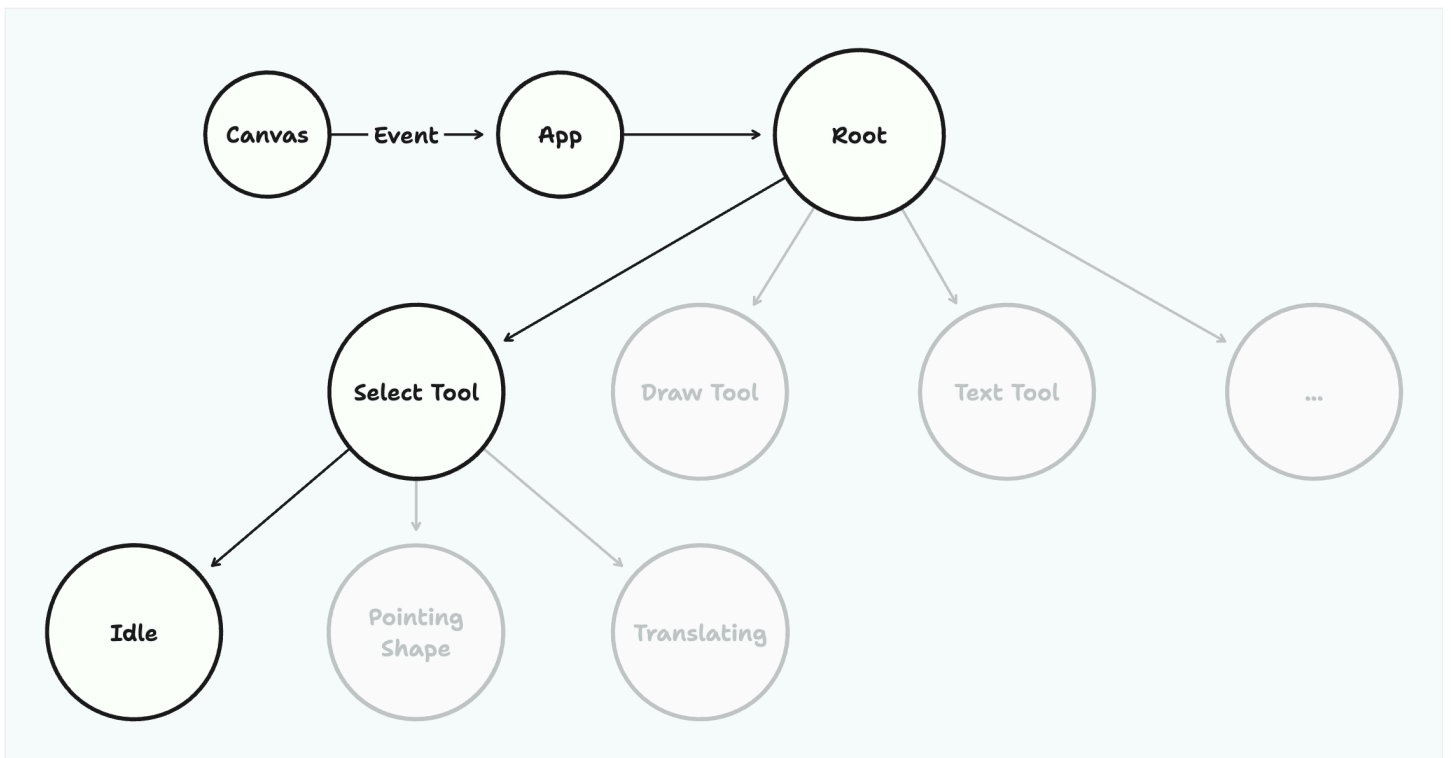 Canvas
Event
App
Root
Select Tool
Draw Tool
Text Tool
...
Idle
Pointing
Shape
Translating